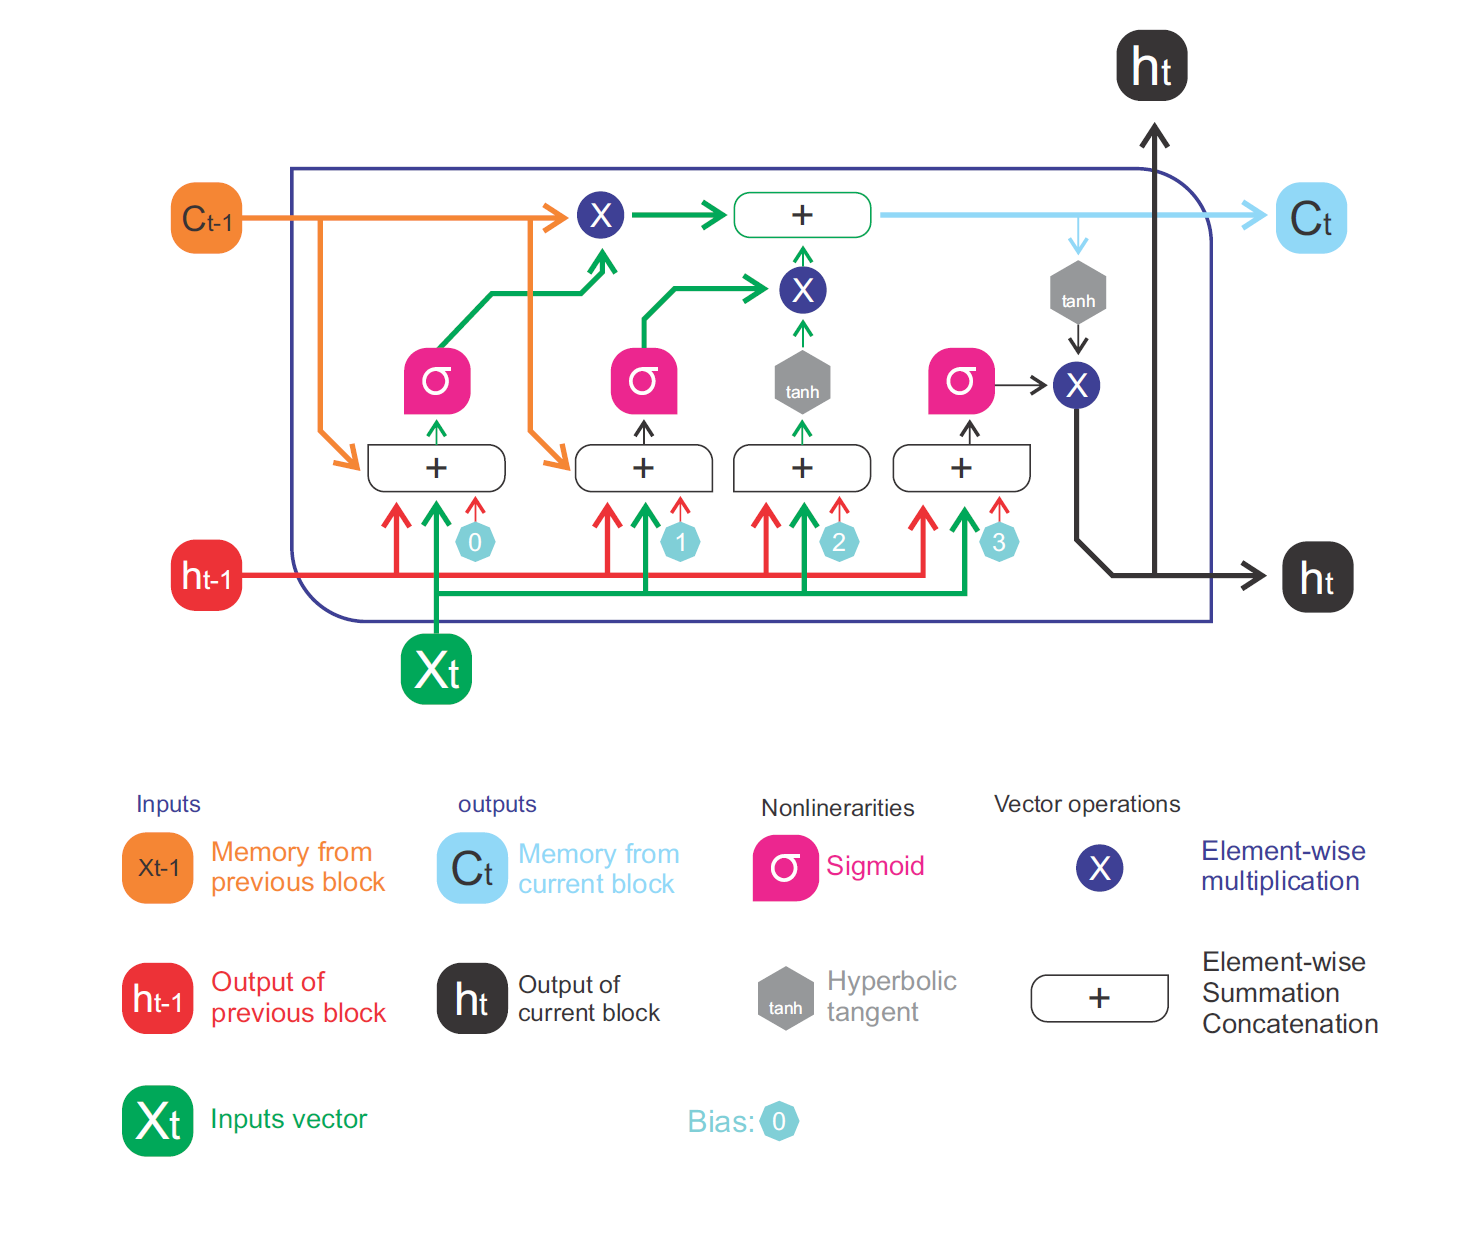 ht
Ct-1
X
+
Ct
X
tanh
σ
σ
tanh
σ
X
+
+
+
+
0
1
2
3
ht-1
ht
Xt
Inputs
outputs
Nonlinerarities
Vector operations
Xt-1
Memory from
previous block
Ct
Memory from
current block
σ
Sigmoid
X
Element-wise
multiplication
ht-1
Output of
previous block
ht
Output of
current block
tanh
Hyperbolic
tangent
+
Element-wise
Summation
Concatenation
Xt
Inputs vector
Bias: 0